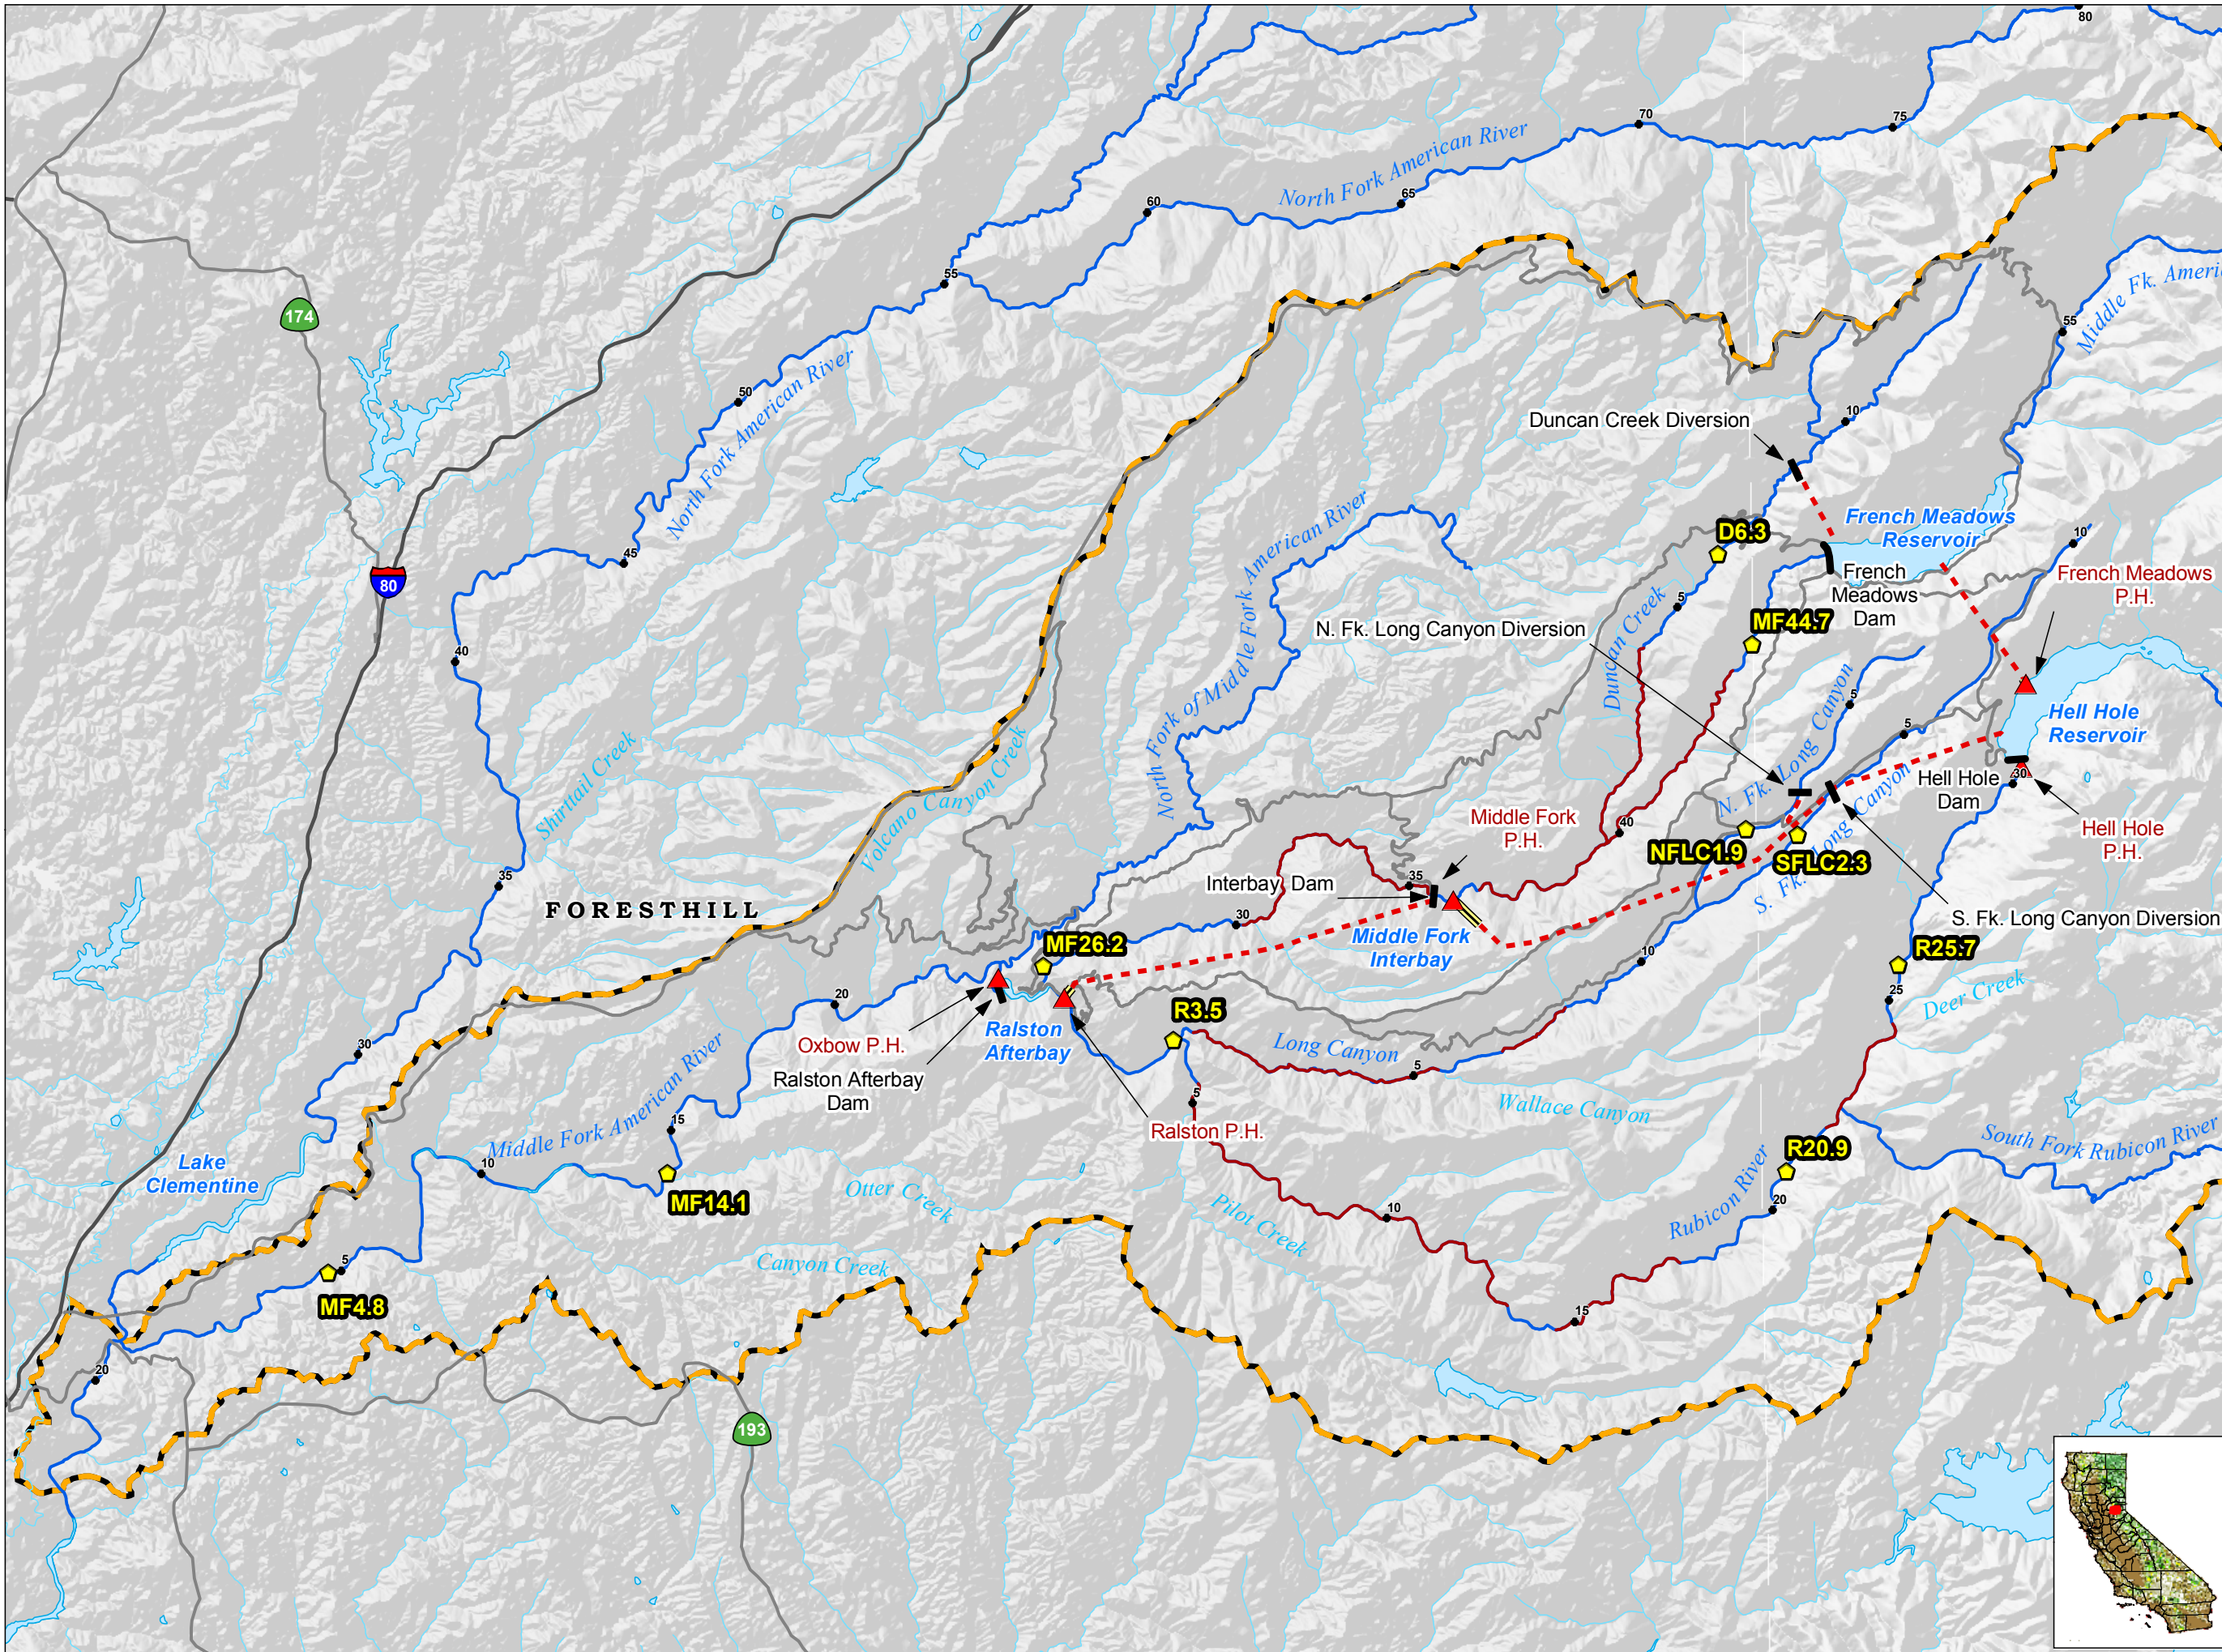 80
70
75
North Fork American River
65
60
55
174
50
North Fork American River
45
80
40
Shirttail Creek
35
FORESTHILL
Volcano Canyon Creek
North Fork of Middle Fork American River
55
10
Duncan Creek Diversion
French Meadows
Reservoir
D6.3
5
Duncan Creek
French
Meadows
Dam
10
French Meadows
P.H.
MF44.7
N. Fk. Long Canyon Diversion
N. Fk. Long Canyon
5
5
Hell Hole
Reservoir
Hell Hole
Dam
30
Hell Hole
P.H.
40
NFLC1.9
SFLC2.3
S. Fk. Long Canyon
S. Fk. Long Canyon Diversion
Middle Fork
P.H.
35
Interbay Dam
30
Middle Fork
Interbay
10
R25.7
25
Deer Creek
MF26.2
20
Oxbow P.H.
Ralston Afterbay
Dam
Ralston
Afterbay
R3.5
Long Canyon
5
5
Wallace Canyon
Ralston P.H.
South Fork Rubicon River
R20.9
20
Rubicon River
Pilot Creek
10
15
30
Middle Fork American River
15
10
MF14.1
Otter Creek
Canyon Creek
Lake
Clementine
5
MF4.8
20
193